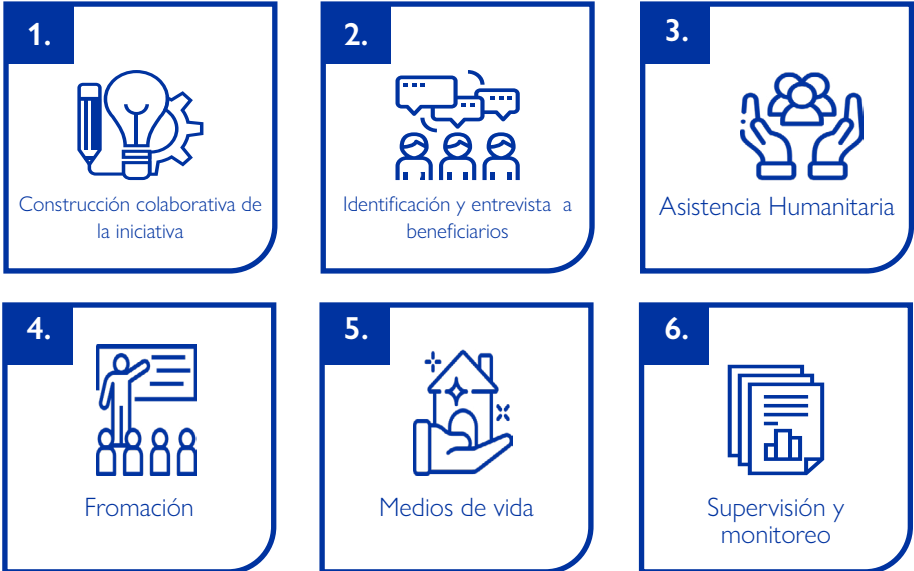 1.
Construcción colaborativa de
la iniciativa
2.
Identificación y entrevista a
beneficiarios
3.
Asistencia Humanitaria
4.
Fromación
5.
Medios de vida
6.
Supervisión y
monitoreo